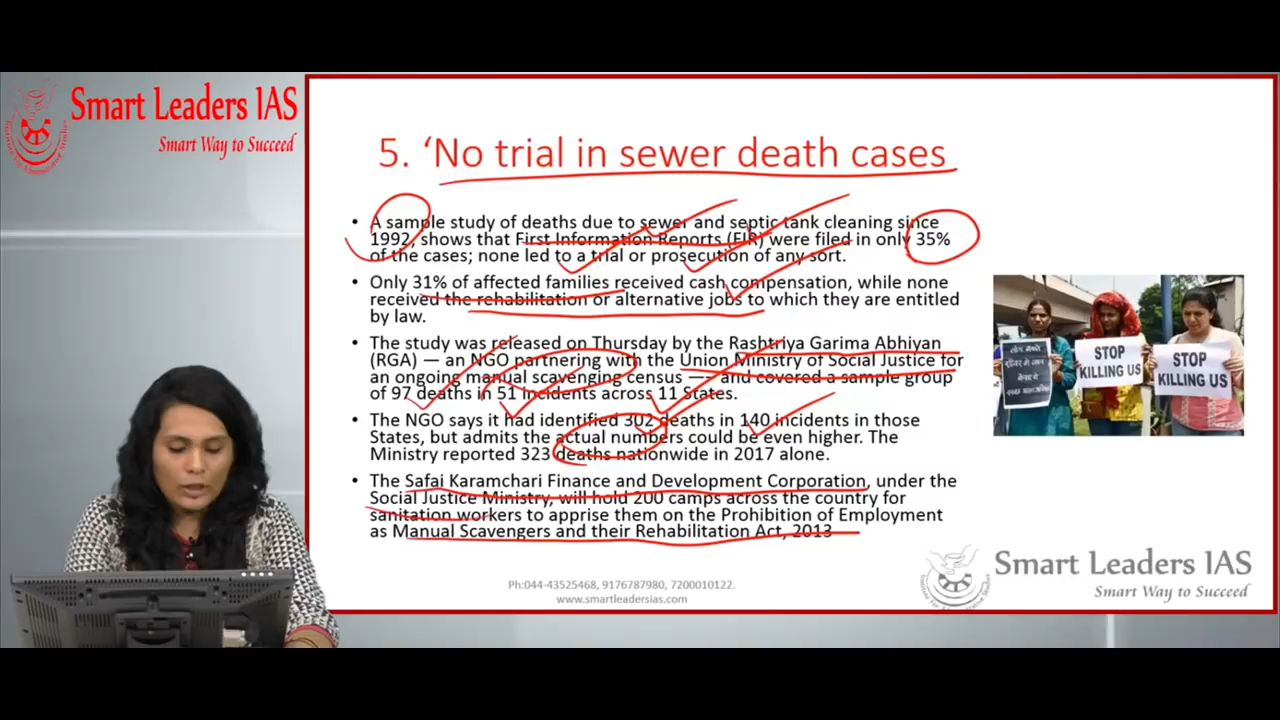 Smart Leaders IAS
Smart Way to Succeed
5. ‘No trial in sewer death cases
• A sample study of deaths due to sewer and septic tank cleaning since
1992, shows that First Information Reports (FIR) were filed in only 35%
of the cases; none led to a trial or prosecution of any sort.
• Only 31% of affected families received cash compensation, while none
received the rehabilitation or alternative jobs to which they are entitled
by law.
• The study was released on Thursday by the Rashtriya Garima Abhiyan
(RGA) — an NGO partnering with the Union Ministry of Social Justice for
an ongoing manual scavenging census — and covered a sample group
of 97 deaths in 51 incidents across 11 States.
• The NGO says it had identified 302 deaths in 140 incidents in those
States, but admits the actual numbers could be even higher. The
Ministry reported 323 deaths nationwide in 2017 alone.
• The Safai Karamchari Finance and Development Corporation, under the
Social Justice Ministry, will hold 200 camps across the country for
sanitation workers to apprise them on the Prohibition of Employment
as Manual Scavengers and their Rehabilitation Act, 2013
STOP
KILLING US
STOP
KILLING US
Ph:044-43525468, 9176787980, 7200010122.
www.smartleadersias.com
Smart Leaders IAS
Smart Way to Succeed